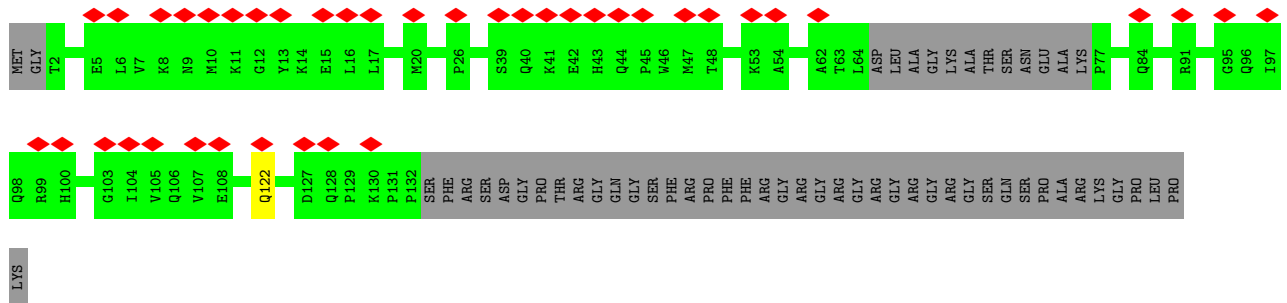 MET GLY T2 E5 L6 V7 K8 N9 M10 K11 G12 Y13 K14 E15 L16 L17 M20 P26 S39 Q40 K41 E42 H43 Q44 P45 W46 M47 T48 K53 A54 A62 T63 L64 ASP LEU ALA GLY LYS ALA THR SER ASN GLU ALA LYS P77 Q84 R91 G95 Q96 I97
Q98 R99 H100 G103 I104 V105 Q106 V107 E108 Q122 D127 Q128 P129 K130 P131 P132 SER PHE ARG SER ASP GLY PRO THR ARG GLY GLN GLY SER PHE ARG PRO PHE PHE ARG GLY ARG GLY ARG GLY ARG GLY ARG GLY ARG GLY SER GLN SER PRO ALA ARG LYS GLY PRO LEU PRO
LYS